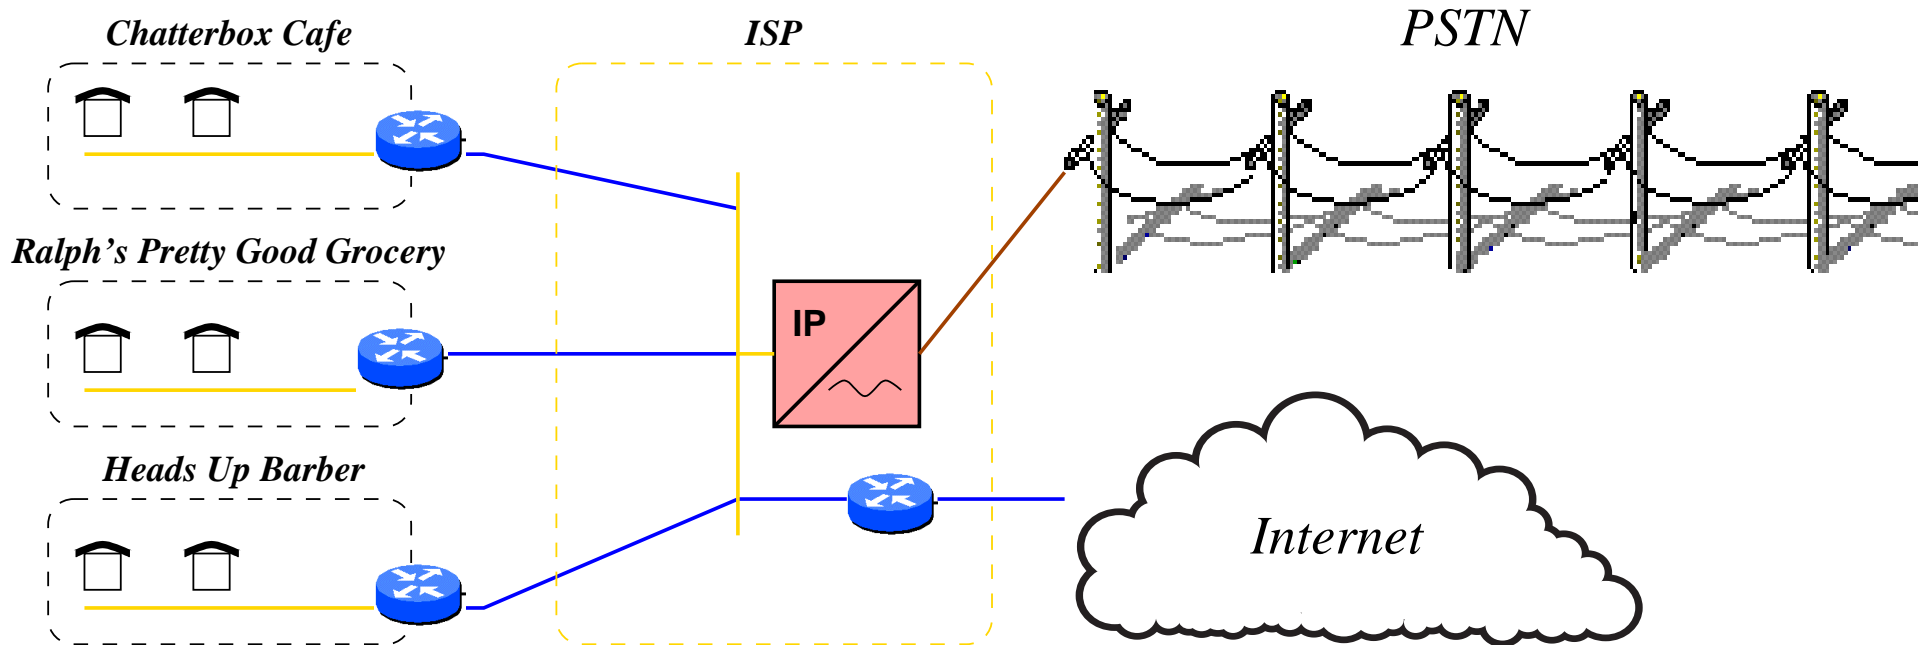 Chatterbox Cafe
ISP
PSTN
Ralph's Pretty Good Grocery
IP
Heads Up Barber
Internet